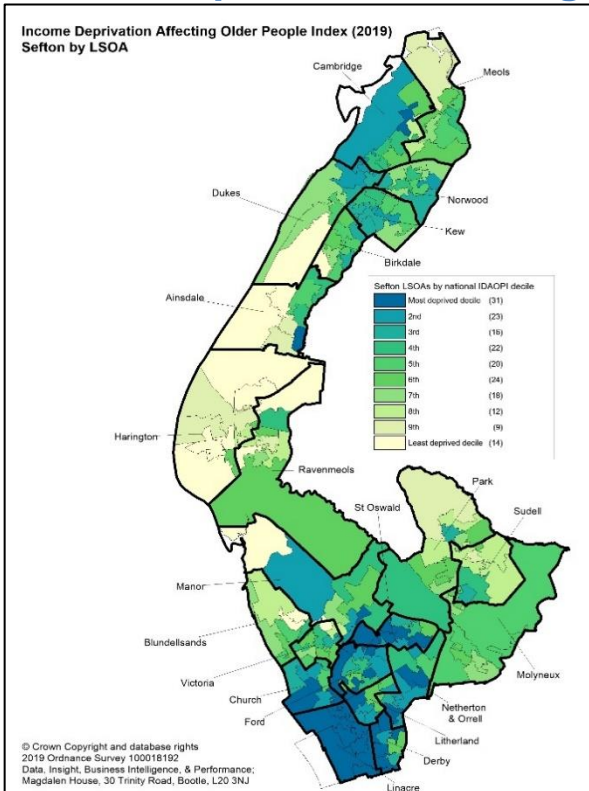 Income Deprivation Affecting Older People Index (2019)
Sefton by LSOA
Cambridge
Meols
Dukes
Norwood
Kew
Birkdale
Ainsdale
Sefton LSOAs by national IDAOPI decile
Most deprived decile (31)
2nd (23)
3rd (16)
4th (22)
5th (20)
6th (24)
7th (18)
8th (12)
9th (9)
Least deprived decile (14)
Harington
Ravenmeols
Park
St Oswald
Sudell
Manor
Blundellsands
Molyneux
Victoria
Church
Netherton
& Orrell
Ford
Litherland
Derby
© Crown Copyright and database rights
2019 Ordnance Survey 100018192
Data, Insight, Business Intelligence, & Performance;
Magdalen House, 30 Trinity Road, Bootle, L20 3NJ
Linacre